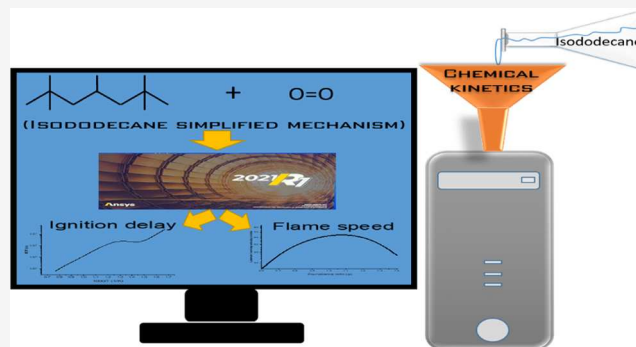 Isododecane
CHEMICAL
KINETICS
+ O=O
(ISODODECANE SIMPLIFIED MECHANISM)
2021 R1
Ansys
Ignition delay
Flame speed